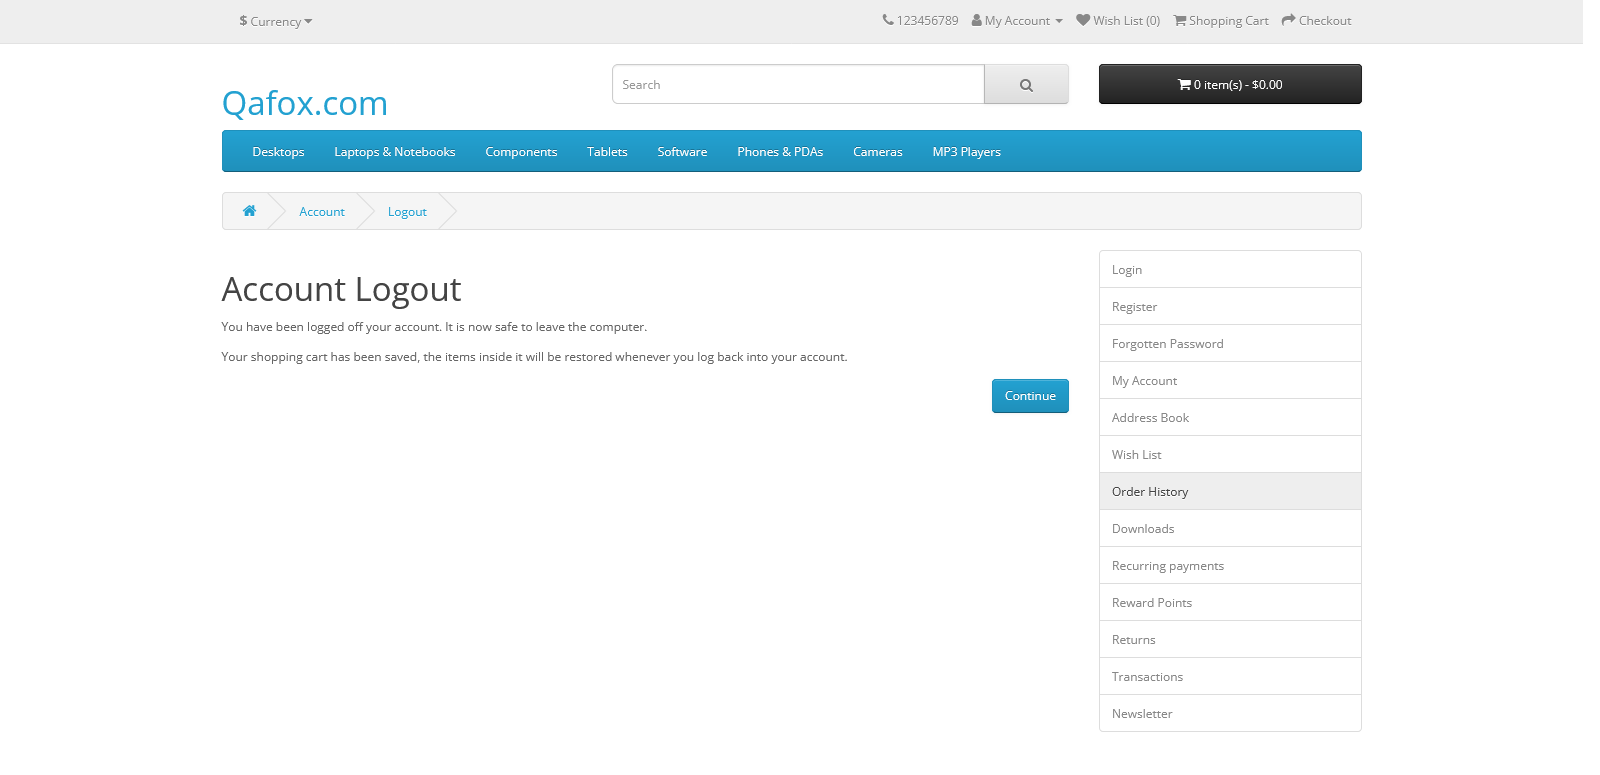 $ Currency
123456789 My Account Wish List (0) Shopping Cart Checkout
Qafox.com
Search
0 item(s) - $0.00
Desktops Laptops & Notebooks Components Tablets Software Phones & PDAs Cameras MP3 Players
Account Logout
Account Logout
You have been logged off your account. It is now safe to leave the computer.
Your shopping cart has been saved, the items inside it will be restored whenever you log back into your account.
Continue
Login
Register
Forgotten Password
My Account
Address Book
Wish List
Order History
Downloads
Recurring payments
Reward Points
Returns
Transactions
Newsletter